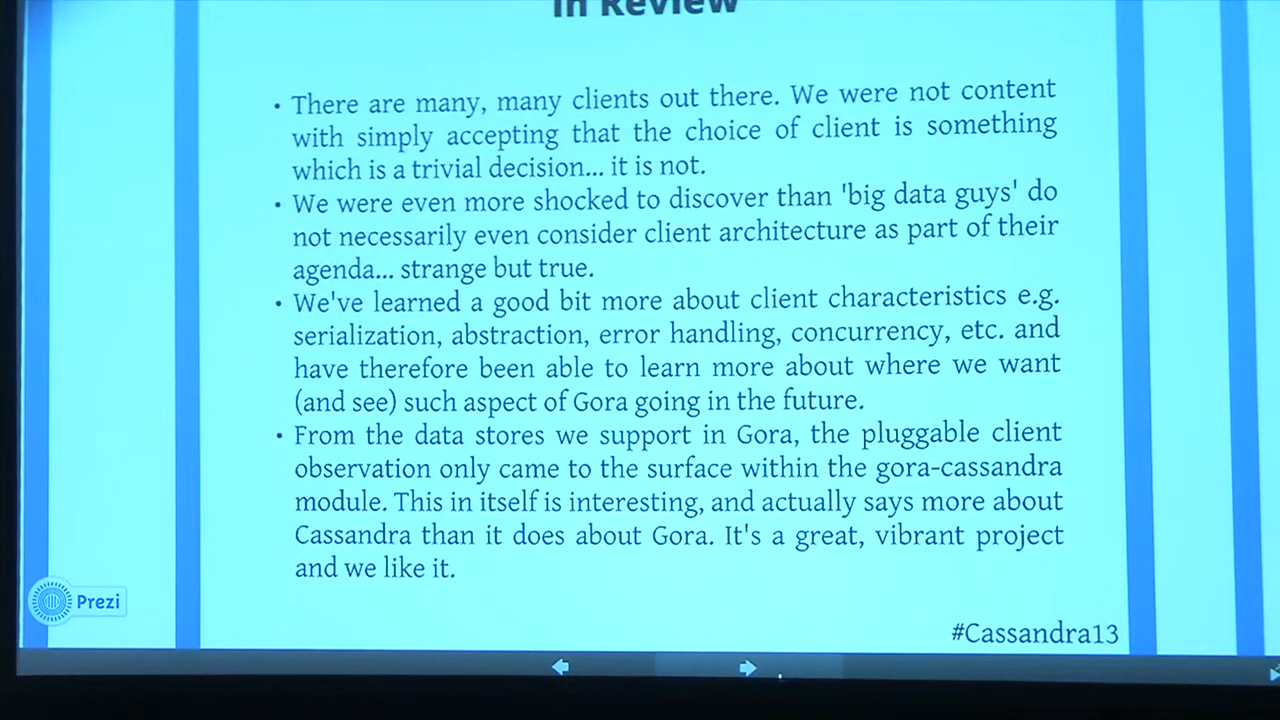 In Review
• There are many, many clients out there. We were not content
with simply accepting that the choice of client is something
which is a trivial decision... it is not.
• We were even more shocked to discover than 'big data guys' do
not necessarily even consider client architecture as part of their
agenda... strange but true.
• We've learned a good bit more about client characteristics e.g.
serialization, abstraction, error handling, concurrency, etc. and
have therefore been able to learn more about where we want
(and see) such aspect of Gora going in the future.
• From the data stores we support in Gora, the pluggable client
observation only came to the surface within the gora-cassandra
module. This in itself is interesting, and actually says more about
Cassandra than it does about Gora. It's a great, vibrant project
and we like it.
Prezi
#Cassandra13